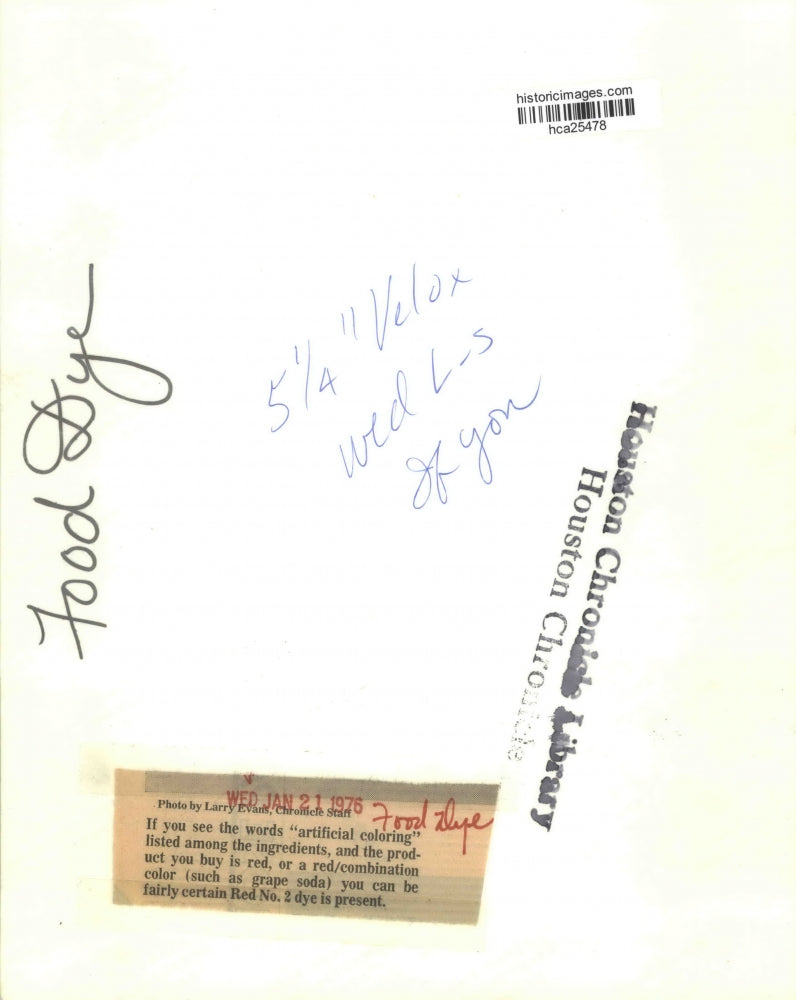 historicimages.com
hca25478
Food Dye
5 1/4" Velox
Wed L-S
Houston Chronicle Library
Houston Chronicle
WED JAN 21 1976
Photo by Larry Evans, Chronicle Staff
Food Dye
If you see the words "artificial coloring"
listed among the ingredients, and the prod-
uct you buy is red, or a red/combination
color (such as grape soda) you can be
fairly certain Red No. 2 dye is present.